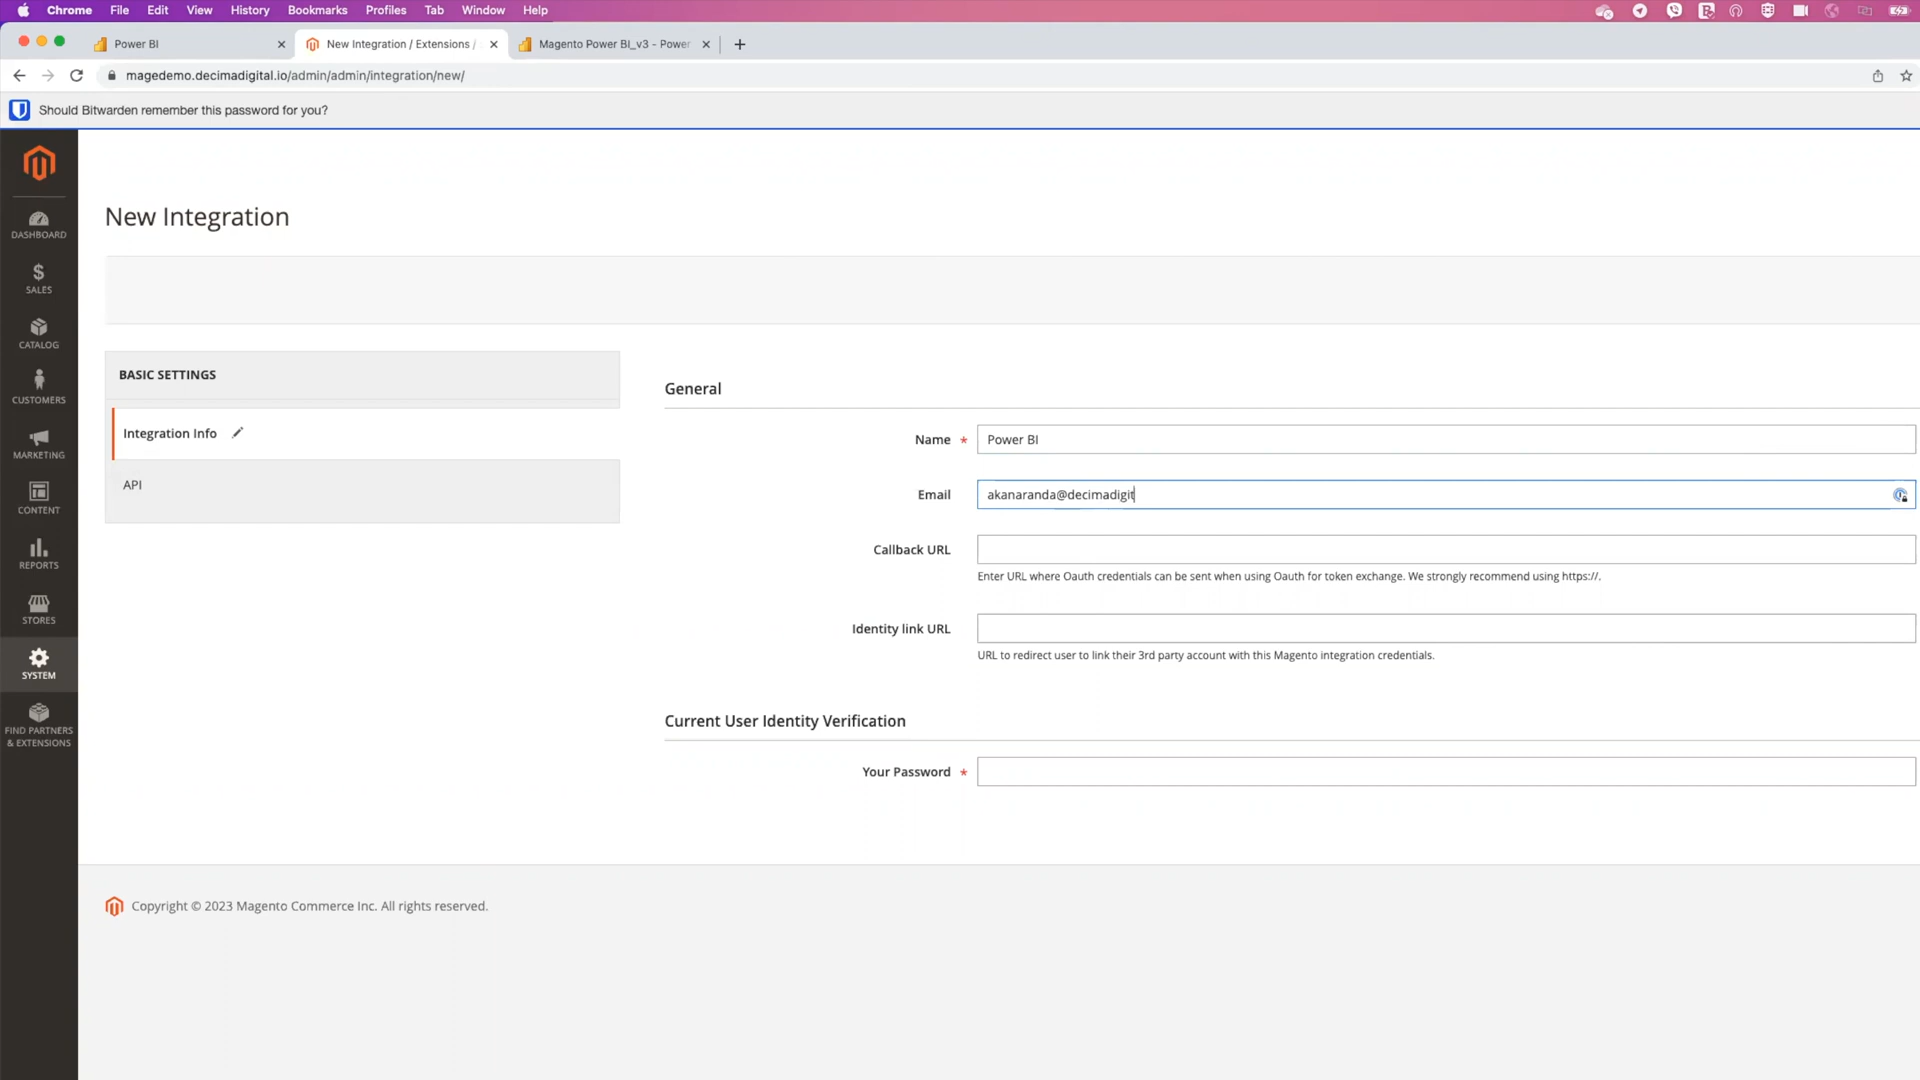 Chrome File Edit View History Bookmarks Profiles Tab Window Help
Power BI
New Integration / Extensions /
Magento Power BI_v3 - Power
magedemo.decimadigital.io/admin/admin/integration/new/
Should Bitwarden remember this password for you?
DASHBOARD
SALES
CATALOG
CUSTOMERS
MARKETING
CONTENT
REPORTS
STORES
SYSTEM
FIND PARTNERS
& EXTENSIONS
New Integration
BASIC SETTINGS
Integration Info
API
General
Name * Power BI
Email akanaranda@decimadigit
Callback URL
Enter URL where Oauth credentials can be sent when using Oauth for token exchange. We strongly recommend using https://.
Identity link URL
URL to redirect user to link their 3rd party account with this Magento integration credentials.
Current User Identity Verification
Your Password *
Copyright © 2023 Magento Commerce Inc. All rights reserved.